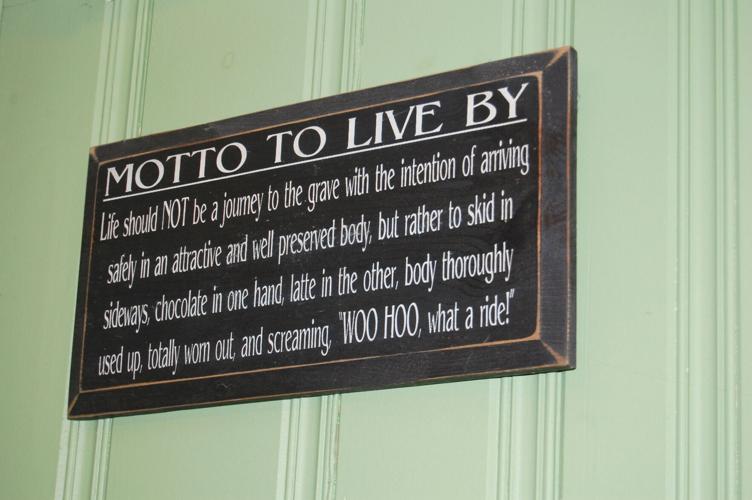 MOTTO TO LIVE BY
Life should NOT be a journey to the grave with the intention of arriving
safely in an attractive and well preserved body, but rather to skid in
sideways, chocolate in one hand, latte in the other, body thoroughly
used up, totally worn out, and screaming, "WOO HOO, what a ride!"